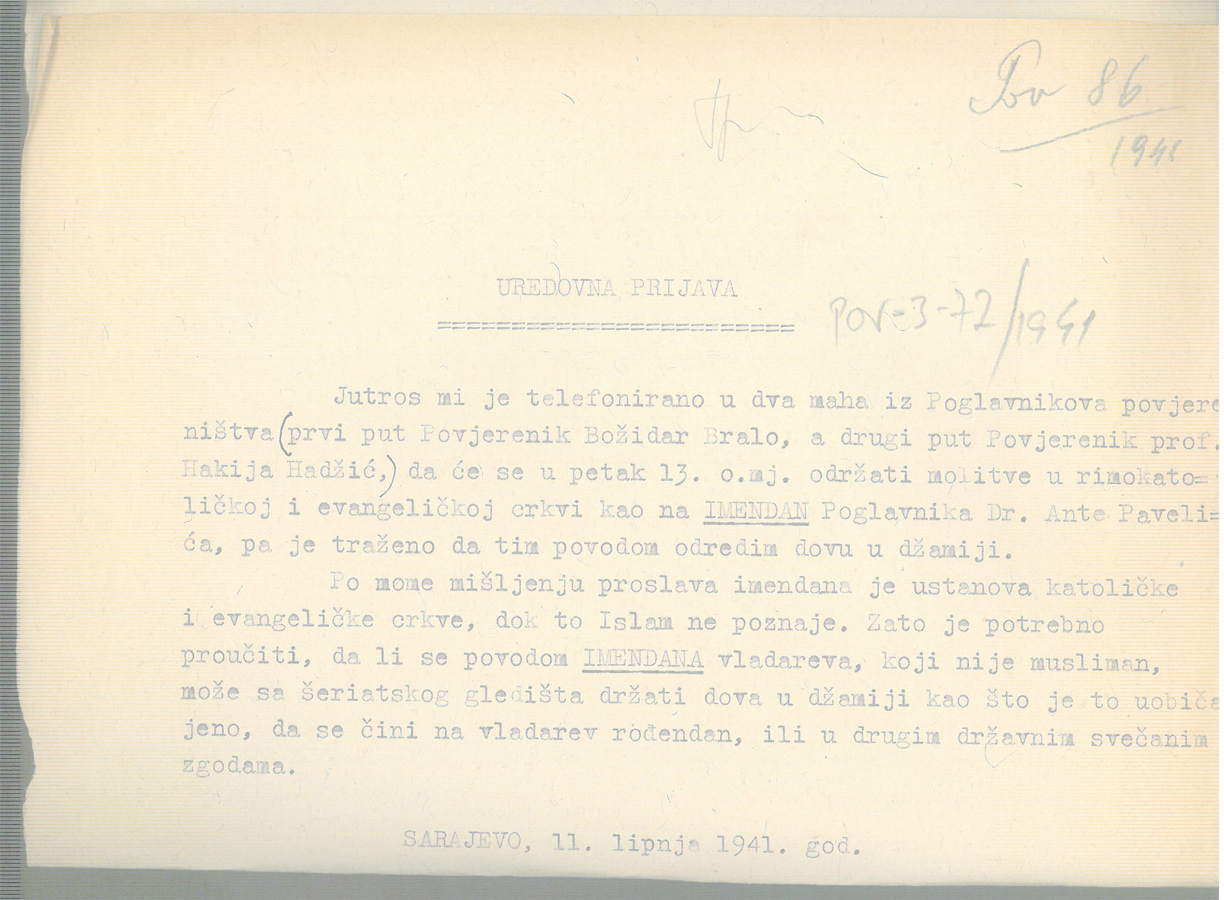 Pov 86
1941
UREDOVNA PRIJAVA
========================
POV=3-72/1941
Jutros mi je telefonirano u dva maha iz Poglavnikova povjere
ništva(prvi put Povjerenik Božidar Bralo, a drugi put Povjerenik prof.
Hakija Hadžić,) da će se u petak 13. o.mj. održati molitve u rimokato=
ličkoj i evangeličkoj crkvi kao na IMENDAN Poglavnika Dr. Ante Paveli=
ća, pa je traženo da tim povodom odredim dovu u džamiji.
Po mome mišljenju proslava imendana je ustanova katoličke
i evangeličke crkve, dok to Islam ne poznaje. Zato je potrebno
proučiti, da li se povodom IMENDANA vladareva, koji nije musliman,
može sa šeriatskog gledišta držati dova u džamiji kao što je to uobiča
jeno, da se čini na vladarev rođendan, ili u drugim državnim svečanim
zgodama.
SARAJEVO, 11. lipnja 1941. god.